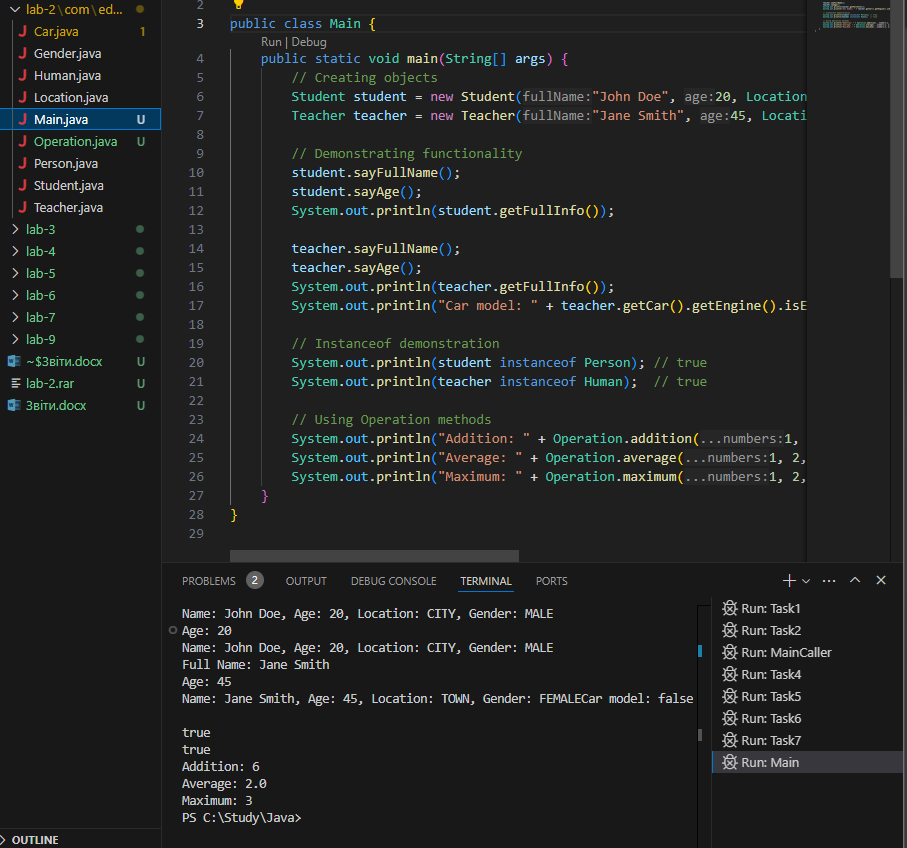 lab-2\com\ed...
Car.java 1
Gender.java
Human.java
Location.java
Main.java U
Operation.java U
Person.java
Student.java
Teacher.java
lab-3
lab-4
lab-5
lab-6
lab-7
lab-9
~$Звіти.docx U
lab-2.rar U
Звіти.docx U
OUTLINE
2
3 public class Main {
Run | Debug
4 public static void main(String[] args) {
5 // Creating objects
6 Student student = new Student(fullName:"John Doe", age:20, Location
7 Teacher teacher = new Teacher(fullName:"Jane Smith", age:45, Locati
8
9 // Demonstrating functionality
10 student.sayFullName();
11 student.sayAge();
12 System.out.println(student.getFullInfo());
13
14 teacher.sayFullName();
15 teacher.sayAge();
16 System.out.println(teacher.getFullInfo());
17 System.out.println("Car model: " + teacher.getCar().getEngine().isE
18
19 // Instanceof demonstration
20 System.out.println(student instanceof Person); // true
21 System.out.println(teacher instanceof Human);  // true
22
23 // Using Operation methods
24 System.out.println("Addition: " + Operation.addition(...numbers:1,
25 System.out.println("Average: " + Operation.average(...numbers:1, 2,
26 System.out.println("Maximum: " + Operation.maximum(...numbers:1, 2,
27 }
28 }
29
PROBLEMS 2 OUTPUT DEBUG CONSOLE TERMINAL PORTS
Name: John Doe, Age: 20, Location: CITY, Gender: MALE
Age: 20
Name: John Doe, Age: 20, Location: CITY, Gender: MALE
Full Name: Jane Smith
Age: 45
Name: Jane Smith, Age: 45, Location: TOWN, Gender: FEMALECar model: false
true
true
Addition: 6
Average: 2.0
Maximum: 3
PS C:\Study\Java>
Run: Task1
Run: Task2
Run: MainCaller
Run: Task4
Run: Task5
Run: Task6
Run: Task7
Run: Main